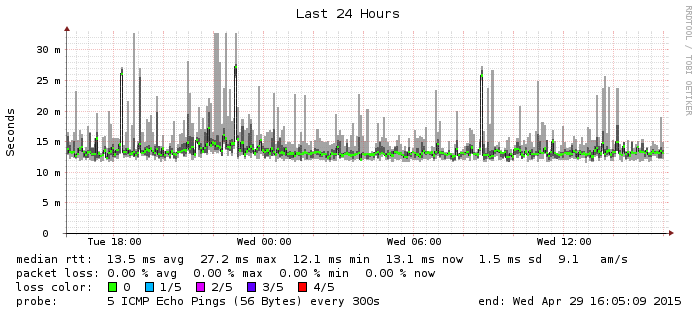 Last 24 Hours
RRDTOOL / TOBI OETIKER
Seconds
30 m
25 m
20 m
15 m
10 m
5 m
0
Tue 18:00 Wed 00:00 Wed 06:00 Wed 12:00
median rtt: 13.5 ms avg 27.2 ms max 12.1 ms min 13.1 ms now 1.5 ms sd 9.1 am/s
packet loss: 0.00 % avg 0.00 % max 0.00 % min 0.00 % now
loss color: 0 1/5 2/5 3/5 4/5
probe: 5 ICMP Echo Pings (56 Bytes) every 300s end: Wed Apr 29 16:05:09 2015